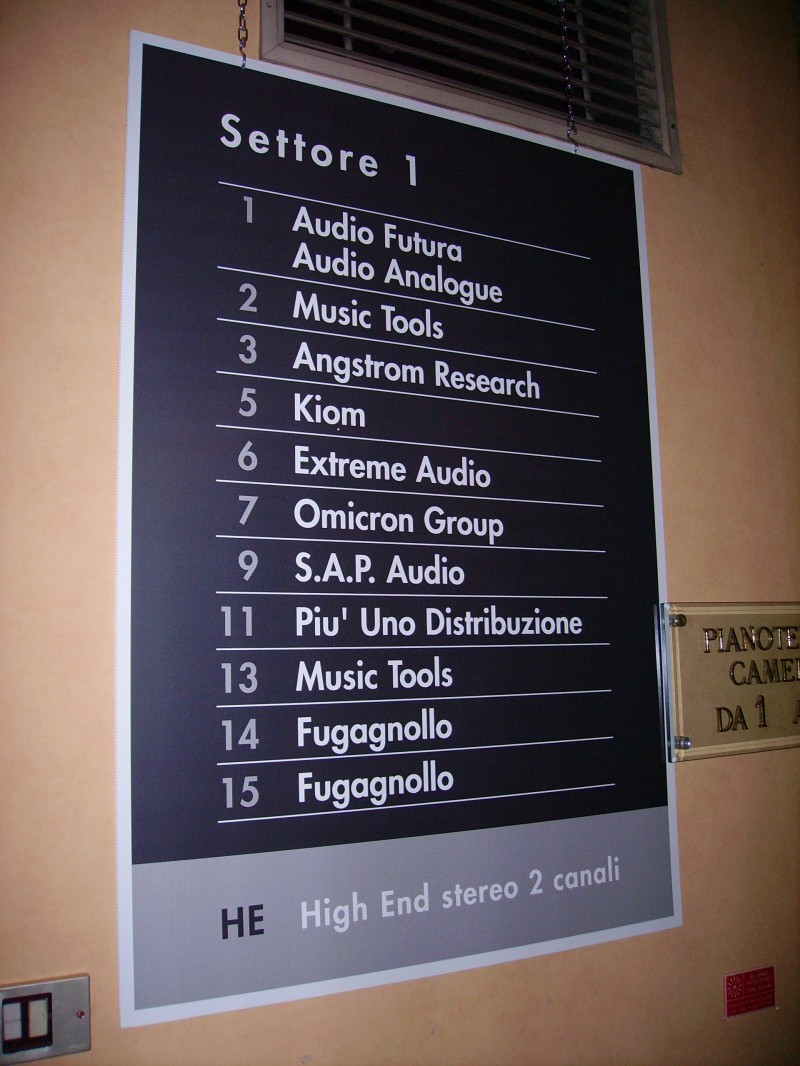 Settore 1
1 Audio Futura
Audio Analogue
2 Music Tools
3 Angstrom Research
5 Kiom
6 Extreme Audio
7 Omicron Group
9 S.A.P. Audio
11 Piu' Uno Distribuzione
13 Music Tools
14 Fugagnollo
15 Fugagnollo
HE High End stereo 2 canali
DA 1